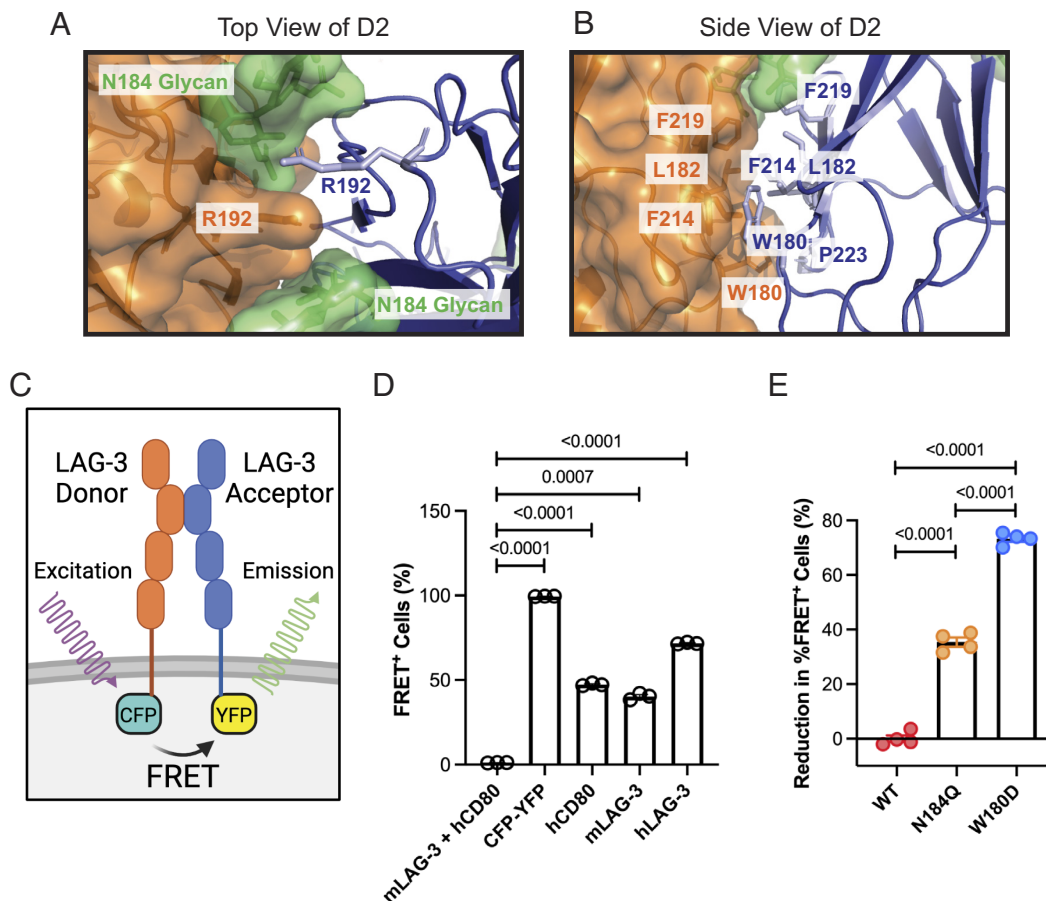 A
Top View of D2
N184 Glycan
R192
R192
N184 Glycan
B
Side View of D2
F219
F219
L182
F214
L182
F214
W180
P223
W180
C
LAG-3
Donor
LAG-3
Acceptor
Excitation
Emission
CFP
YFP
FRET
D
<0.0001
0.0007
<0.0001
<0.0001
FRET+ Cells (%)
150
100
50
0
mLAG-3 + hCD80
CFP-YFP
hCD80
mLAG-3
hLAG-3
E
<0.0001
<0.0001
<0.0001
Reduction in %FRET+ Cells (%)
80
60
40
20
0
WT
N184Q
W180D